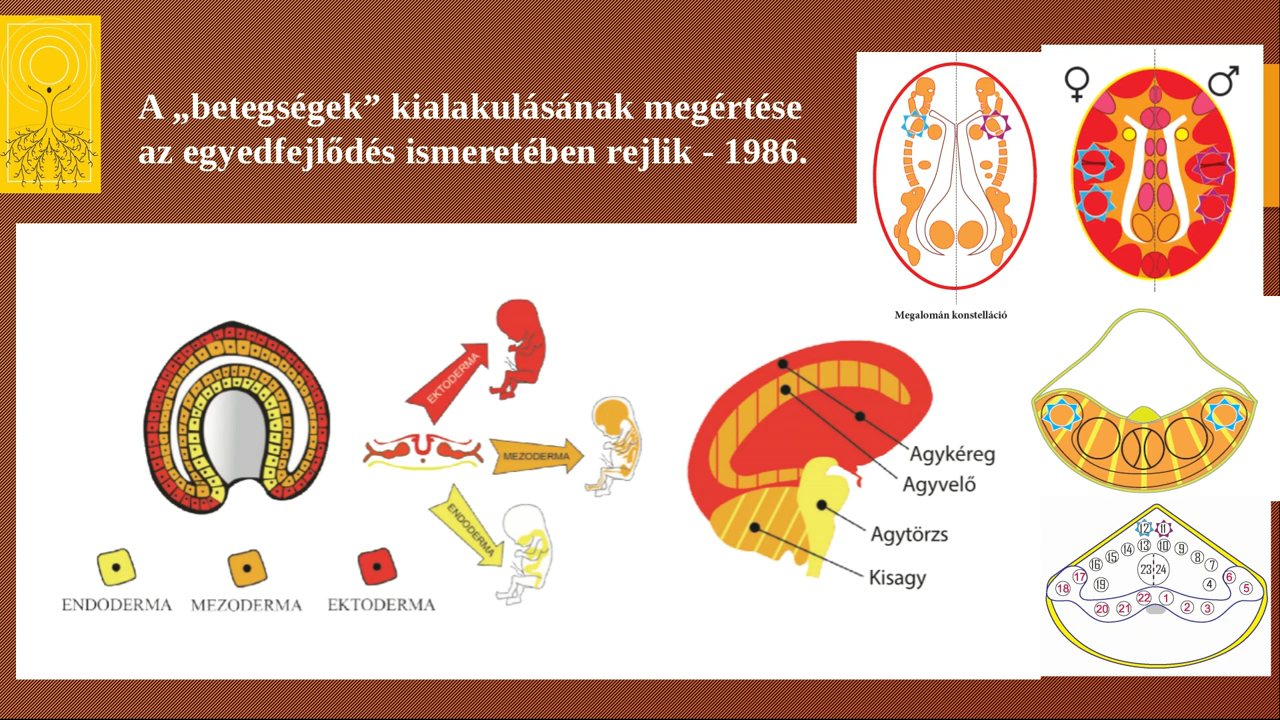 A „betegségek” kialakulásának megértése
az egyedfejlődés ismeretében rejlik - 1986.
♀ ♂
Megalomán konstelláció
EKTODERMA
MEZODERMA
ENDODERMA
ENDODERMA MEZODERMA EKTODERMA
Agykéreg
Agyvelő
Agytörzs
Kisagy
12 11
16 15 14 13 10 9 8 7
23 24
18 17 19 4 6 5
20 21 22 1 2 3